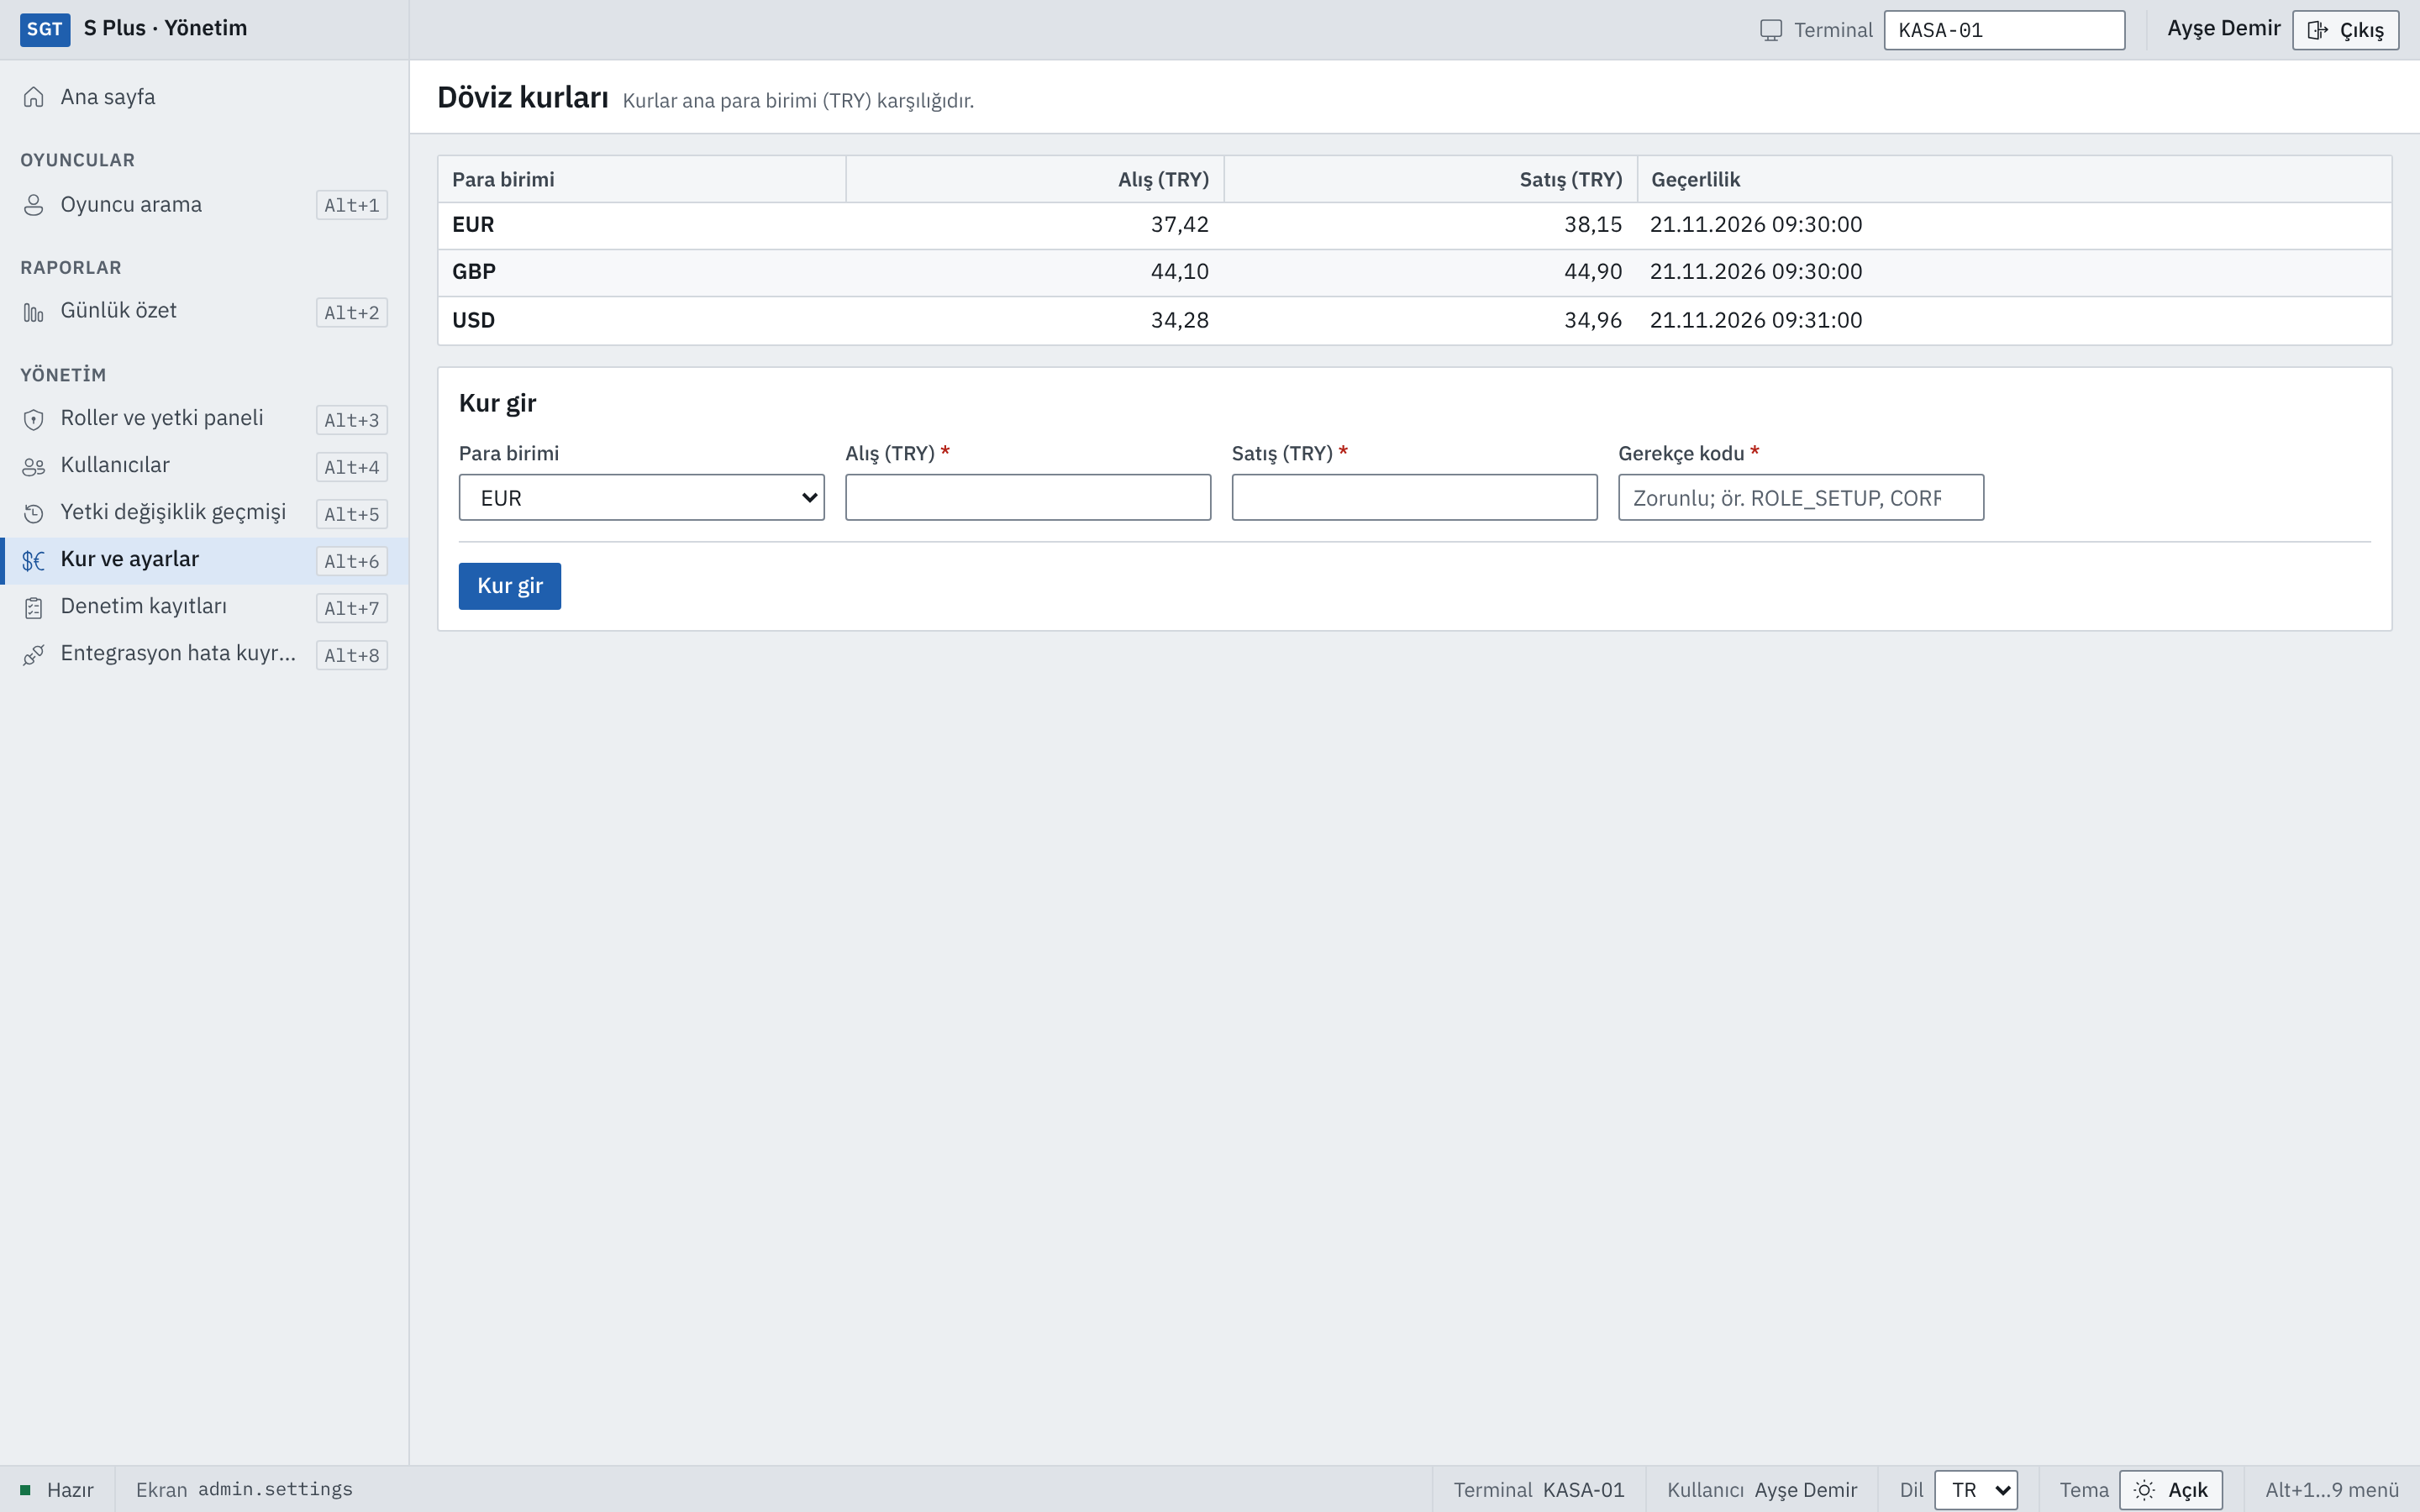 SGT S Plus · Yönetim
Terminal KASA-01 Ayşe Demir Çıkış
Ana sayfa
OYUNCULAR
Oyuncu arama Alt+1
RAPORLAR
Günlük özet Alt+2
YÖNETİM
Roller ve yetki paneli Alt+3
Kullanıcılar Alt+4
Yetki değişiklik geçmişi Alt+5
$€ Kur ve ayarlar Alt+6
Denetim kayıtları Alt+7
Entegrasyon hata kuyr... Alt+8
Döviz kurları Kurlar ana para birimi (TRY) karşılığıdır.
Para birimi Alış (TRY) Satış (TRY) Geçerlilik
EUR 37,42 38,15 21.11.2026 09:30:00
GBP 44,10 44,90 21.11.2026 09:30:00
USD 34,28 34,96 21.11.2026 09:31:00
Kur gir
Para birimi Alış (TRY) * Satış (TRY) * Gerekçe kodu *
EUR Zorunlu; ör. ROLE_SETUP, CORF
Kur gir
Hazır Ekran admin.settings Terminal KASA-01 Kullanıcı Ayşe Demir Dil TR Tema Açık Alt+1...9 menü